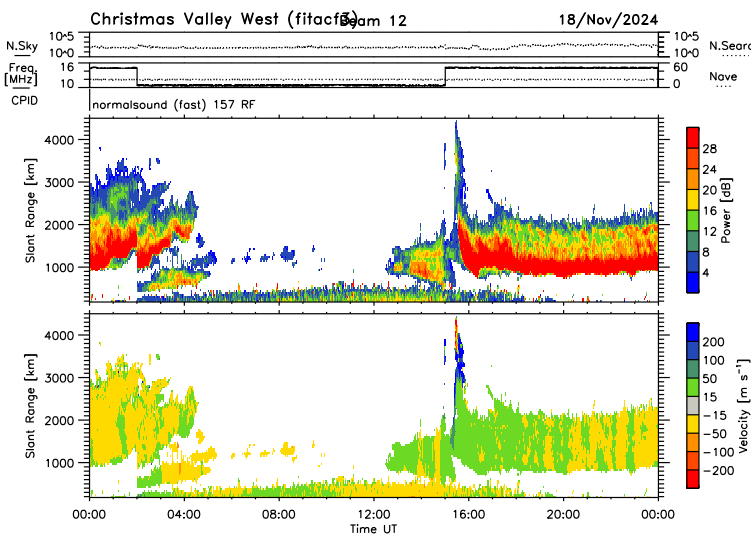 Christmas Valley West (fitacf3) Beam 12 18/Nov/2024
N.Sky 10^5 10^0 10^5 10^0 N.Searc
Freq [MHz] 16 10 60 0 Nave
CPID normalsound (fast) 157 RF
Slant Range [km] 4000 3000 2000 1000
28 24 20 16 12 8 4 Power [dB]
Slant Range [km] 4000 3000 2000 1000
200 100 50 15 -15 -50 -100 -200 Velocity [m s⁻¹]
00:00 04:00 08:00 12:00 16:00 20:00 00:00
Time UT